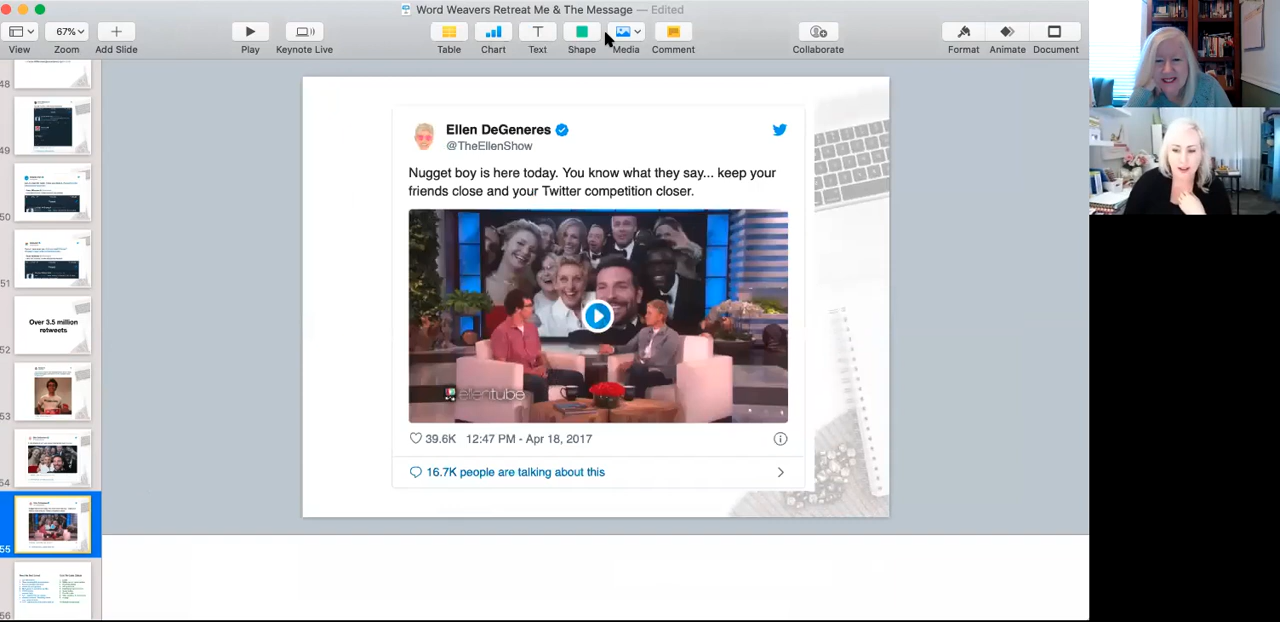 Word Weavers Retreat Me & The Message — Edited
67%
View Zoom Add Slide Play Keynote Live Table Chart Text Shape Media Comment Collaborate Format Animate Document
48
49
50
51
Over 3.5 million
retweets
52
53
54
55
56
Ellen DeGeneres
@TheEllenShow
Nugget boy is here today. You know what they say... keep your
friends close and your Twitter competition closer.
ellentube
39.6K 12:47 PM - Apr 18, 2017
16.7K people are talking about this